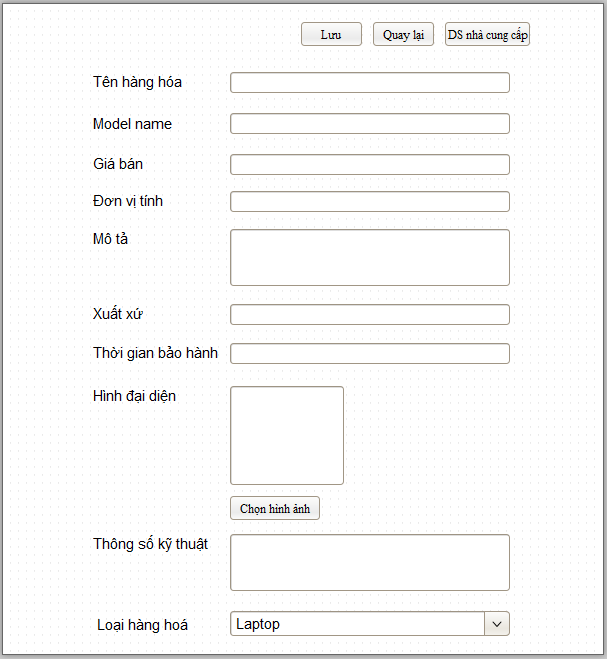 Lưu Quay lại DS nhà cung cấp
Tên hàng hóa
Model name
Giá bán
Đơn vị tính
Mô tả
Xuất xứ
Thời gian bảo hành
Hình đại diện
Chọn hình ảnh
Thông số kỹ thuật
Loại hàng hoá Laptop